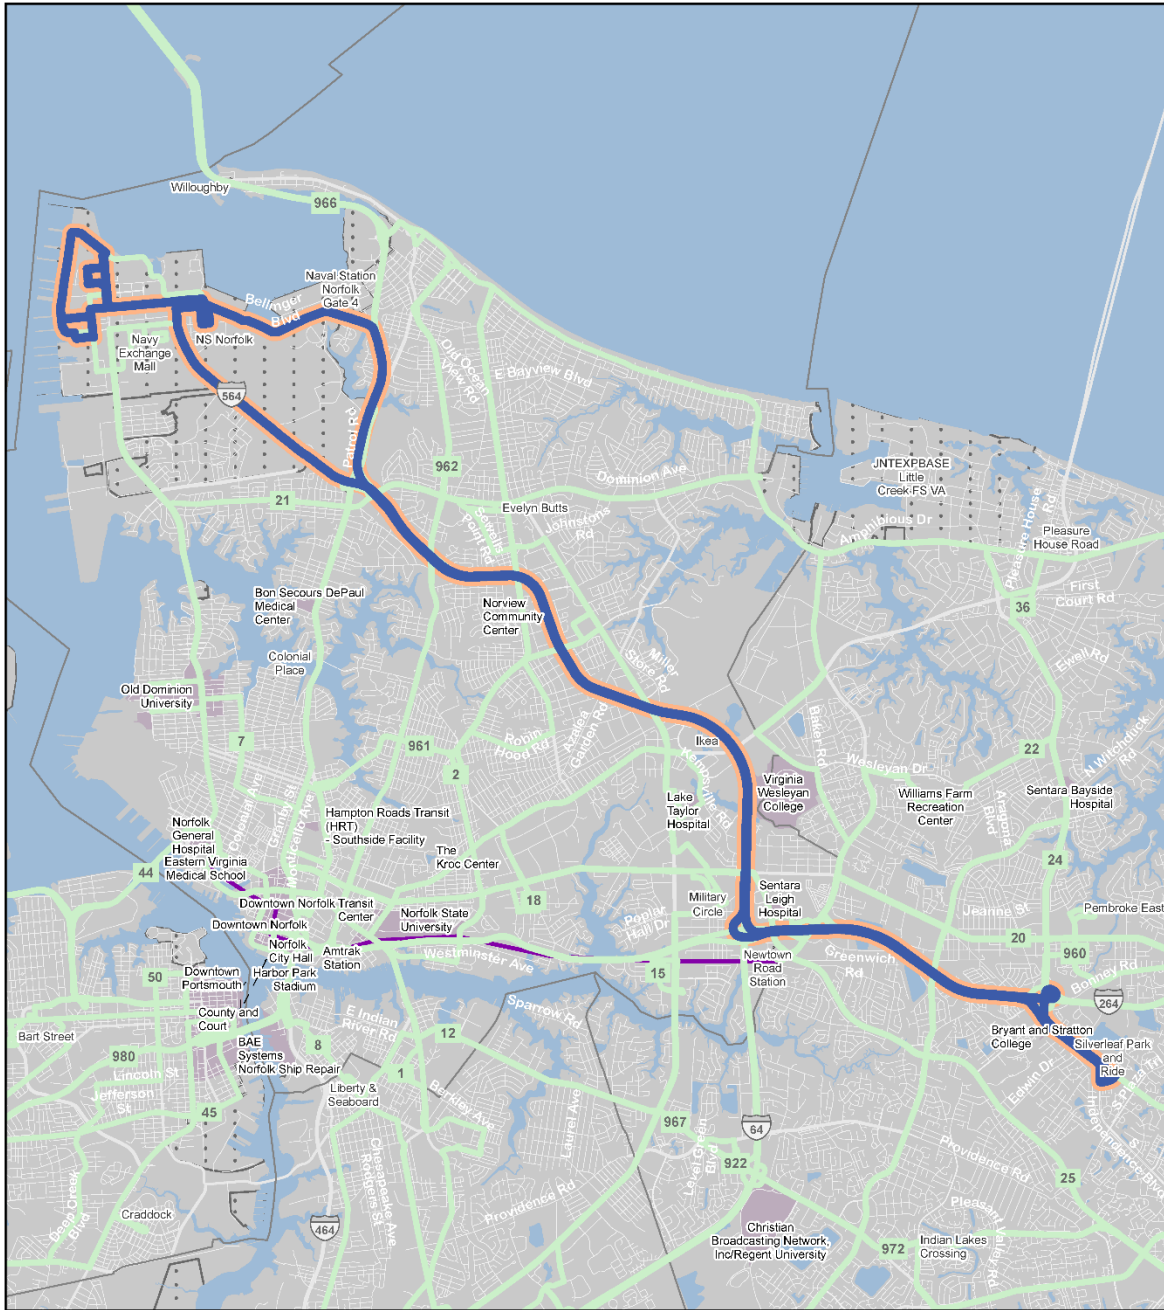 Willoughby
966
Naval Station
Norfolk
Gate 4
Bellinger
Blvd
NS Norfolk
Navy
Exchange
Mall
564
Old Ocean
View Rd
E Bayview Blvd
Patrol Rd
962
Dominion Ave
21
Evelyn Butts
Sewells
Point Rd
Johnstons
Rd
JNTEXPBASE
Little
Creek-FS VA
Amphibious Dr
Pleasure House
Rd
Pleasure
House Road
First
Court Rd
36
Bon Secours DePaul
Medical
Center
Norview
Community
Center
Colonial
Place
Miller
Store Rd
Ewell Rd
Old Dominion
University
7
961
2
Robin
Hood Rd
Azalea
Garden Rd
Ikea
Kempsville Rd
Baker Rd
Wesleyan Dr
22
N Witchduck
Rd
Virginia
Wesleyan
College
Williams Farm
Recreation
Center
Aragona
Blvd
Sentara Bayside
Hospital
Lake
Taylor
Hospital
Colonial Ave
Granby St
Monticello Ave
Hampton Roads Transit
(HRT)
- Southside Facility
Norfolk
General
Hospital
Eastern Virginia
Medical School
44
The
Kroc Center
24
Downtown Norfolk Transit
Center
Downtown Norfolk
18
Military
Circle
Sentara
Leigh
Hospital
Jeanne St
Pembroke East
Norfolk State
University
Poplar
Hall Dr
20
960
Norfolk
City Hall
Amtrak
Station
Westminster Ave
15
Newtown
Road
Station
Greenwich
Rd
Bonney Rd
264
50
Downtown
Portsmouth
Harbor Park
Stadium
County and
Court
Sparrow Rd
E Indian
River Rd
12
Bryant and Stratton
College
Silverleaf Park
and
Ride
Bart Street
980
BAE
Systems
Norfolk Ship Repair
8
1
Lincoln St
Jefferson
St
45
Liberty &
Seaboard
Berkley Ave
Laurel Ave
967
Level Green
Blvd
64
922
Edwin Dr
S Plaza Trl
S
Independence Blvd
Providence Rd
25
Deep Creek
Blvd
Craddock
464
Chesapeake Ave
Rodgers St
Providence Rd
Christian
Broadcasting Network,
Inc/Regent University
972
Indian Lakes
Crossing
Pleasant
Valley Rd